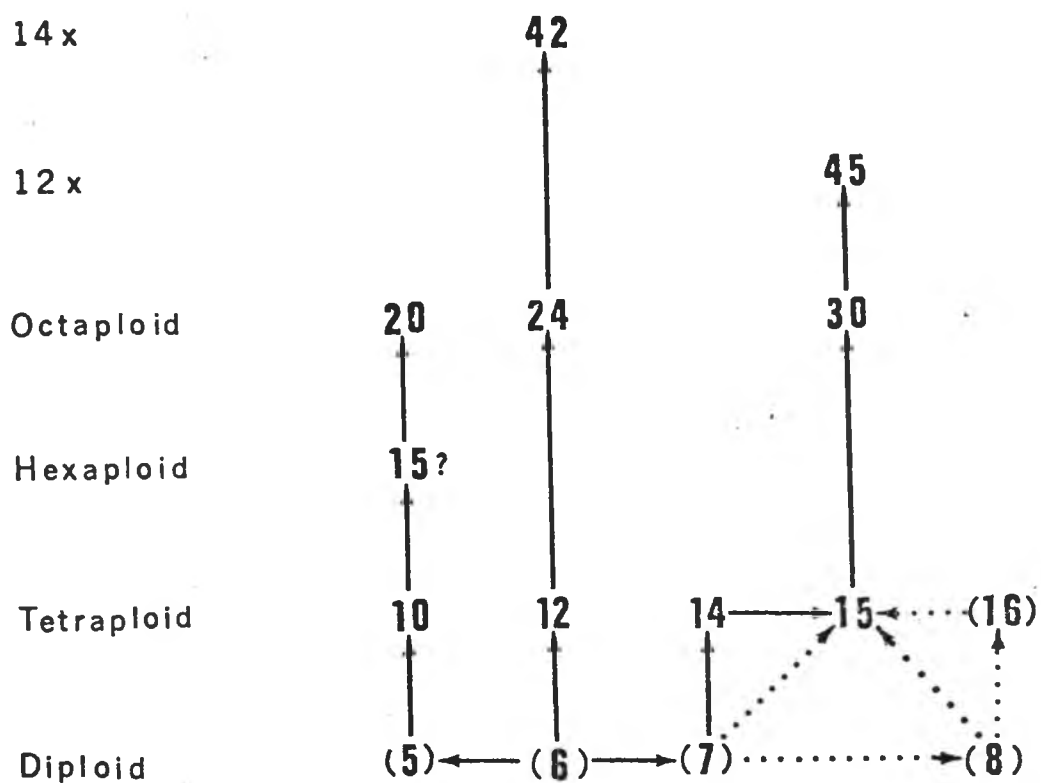 14x 42
12x 45
Octaploid 20 24 30
Hexaploid 15?
Tetraploid 10 12 14 15 (16)
Diploid (5) (6) (7) (8)